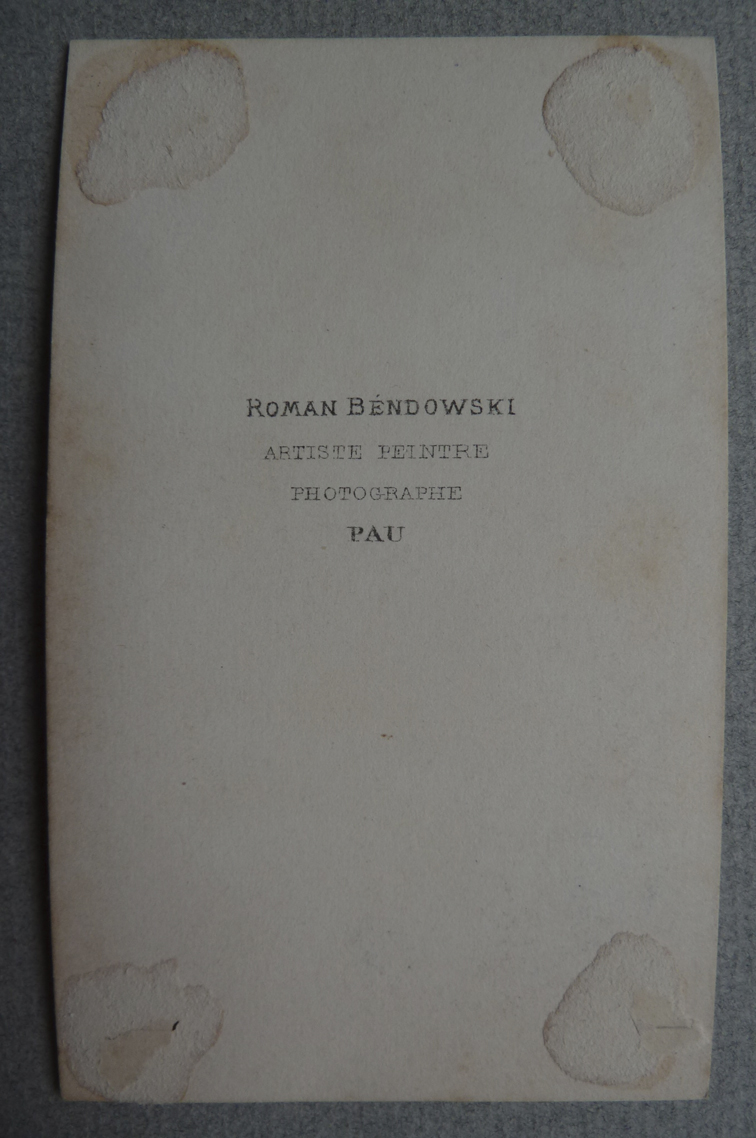 ROMAN BÉNDOWSKI
ARTISTE PEINTRE
PHOTOGRAPHE
PAU